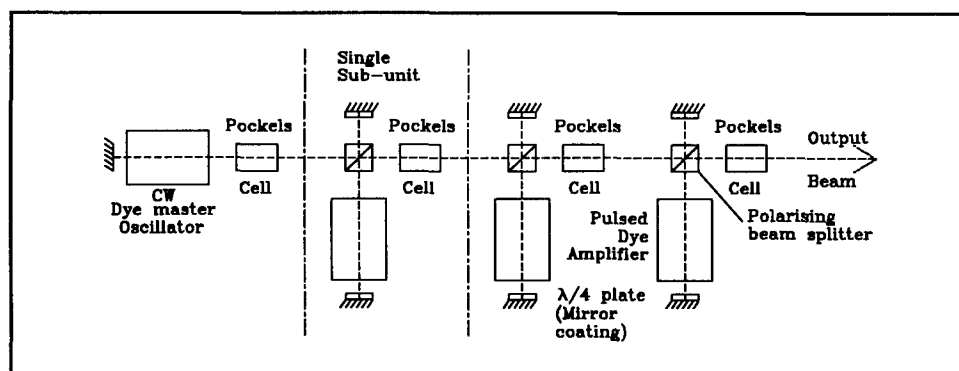 Single
Sub-unit
Pockels
Cell
CW
Dye master
Oscillator
Pockels
Cell
Pockels
Cell
Pulsed
Dye
Amplifier
λ/4 plate
(Mirror
coating)
Pockels
Cell
Output
Beam
Polarising
beam splitter